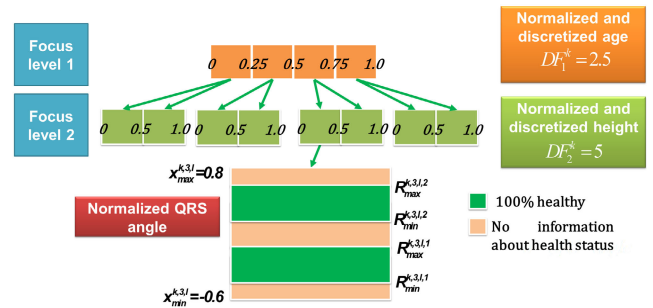 Focus
level 1
0 0.25 0.5 0.75 1.0
Normalized and
discretized age
DF_1^k = 2.5
Focus
level 2
0 0.5 1.0 0 0.5 1.0 0 0.5 1.0 0 0.5 1.0
Normalized and
discretized height
DF_2^k = 5
x_max^{k,3,l}=0.8
R_max^{k,3,l,2}
Normalized QRS
angle
R_min^{k,3,l,2}
R_max^{k,3,l,1}
R_min^{k,3,l,1}
x_min^{k,3,l}=-0.6
100% healthy
No information
about health status